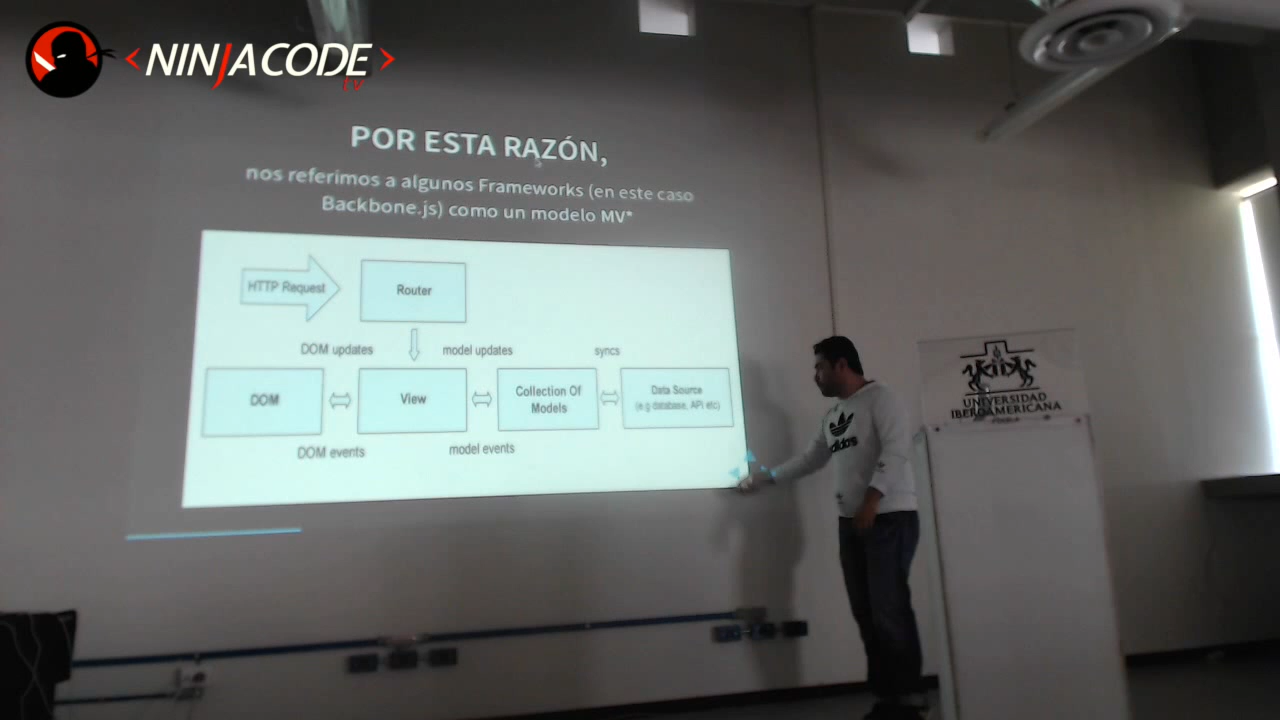 <NINJACODE>
TV
POR ESTA RAZÓN,
nos referimos a algunos Frameworks (en este caso
Backbone.js) como un modelo MV*
HTTP Request
Router
DOM updates
model updates
syncs
DOM
View
Collection Of
Models
Data Source
(e.g database, API etc)
DOM events
model events
adidas
UNIVERSIDAD
IBEROAMERICANA
PUEBLA